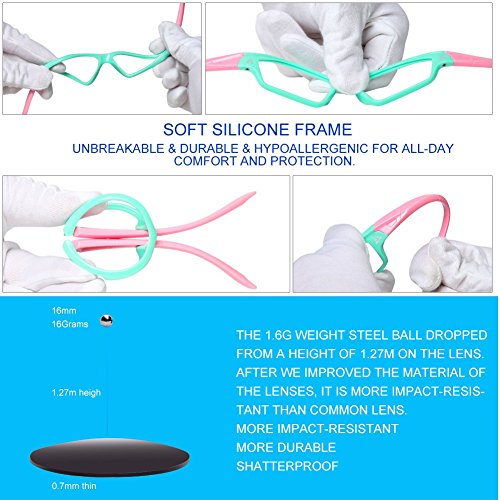 SOFT SILICONE FRAME
UNBREAKABLE & DURABLE & HYPOALLERGENIC FOR ALL-DAY
COMFORT AND PROTECTION.
16mm
16Grams
1.27m heigh
0.7mm thin
THE 1.6G WEIGHT STEEL BALL DROPPED
FROM A HEIGHT OF 1.27M ON THE LENS.
AFTER WE IMPROVED THE MATERIAL OF
THE LENSES, IT IS MORE IMPACT-RESIS-
TANT THAN COMMON LENS.
MORE IMPACT-RESISTANT
MORE DURABLE
SHATTERPROOF